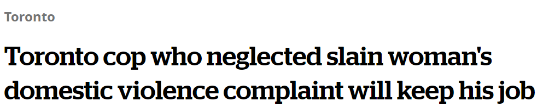 Toronto
Toronto cop who neglected slain woman's
domestic violence complaint will keep his job